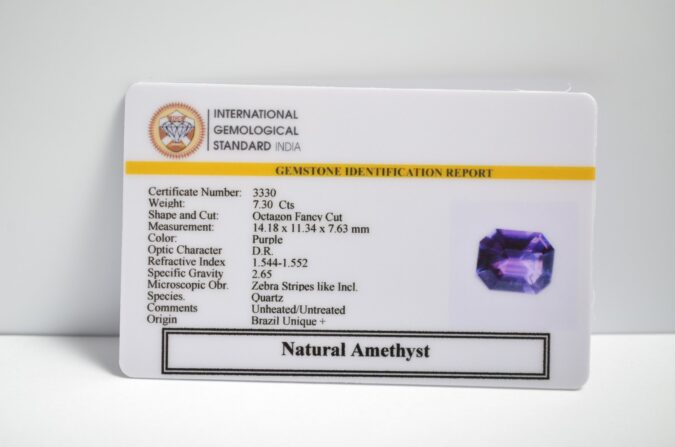 INTERNATIONAL
GEMOLOGICAL
STANDARD INDIA
GEMSTONE IDENTIFICATION REPORT
Certificate Number: 3330
Weight: 7.30 Cts
Shape and Cut: Octagon Fancy Cut
Measurement: 14.18 x 11.34 x 7.63 mm
Color: Purple
Optic Character D.R.
Refractive Index 1.544-1.552
Specific Gravity 2.65
Microscopic Obr. Zebra Stripes like Incl.
Species. Quartz
Comments Unheated/Untreated
Origin Brazil Unique +
Natural Amethyst